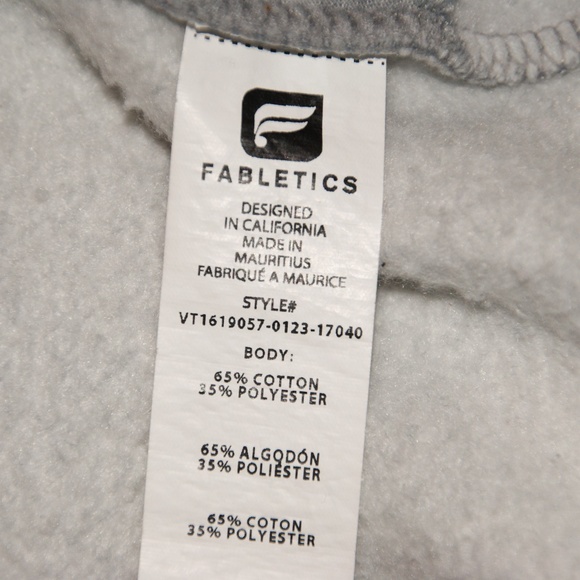 FABLETICS
DESIGNED
IN CALIFORNIA
MADE IN
MAURITIUS
FABRIQUÉ A MAURICE
STYLE#
VT1619057-0123-17040
BODY:
65% COTTON
35% POLYESTER
65% ALGODÓN
35% POLIÉSTER
65% COTON
35% POLYESTER